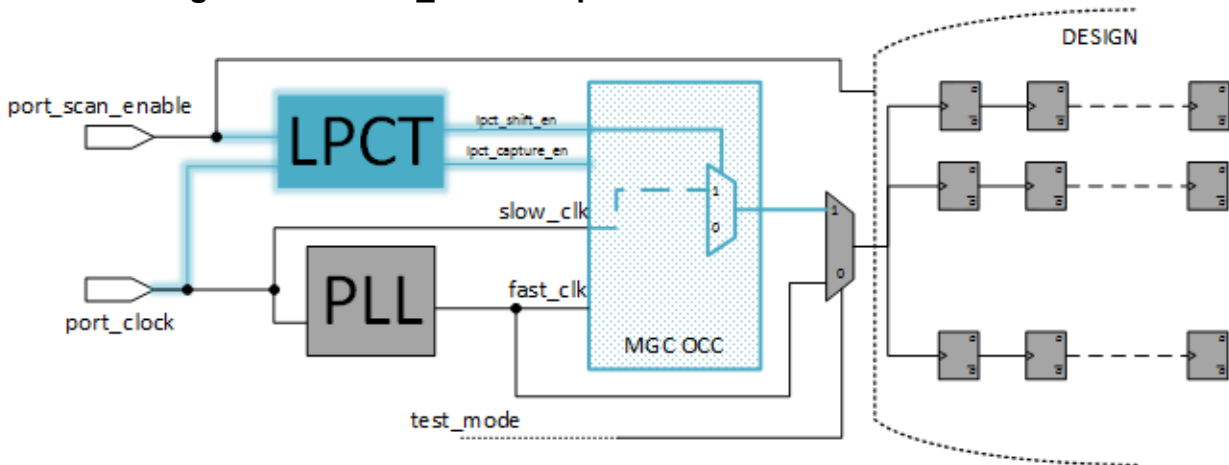 DESIGN
port_scan_enable
LPCT
lpct_shift_en
lpct_capture_en
1
0
slow_clk
1
0
PLL
fast_clk
port_clock
MGC OCC
test_mode